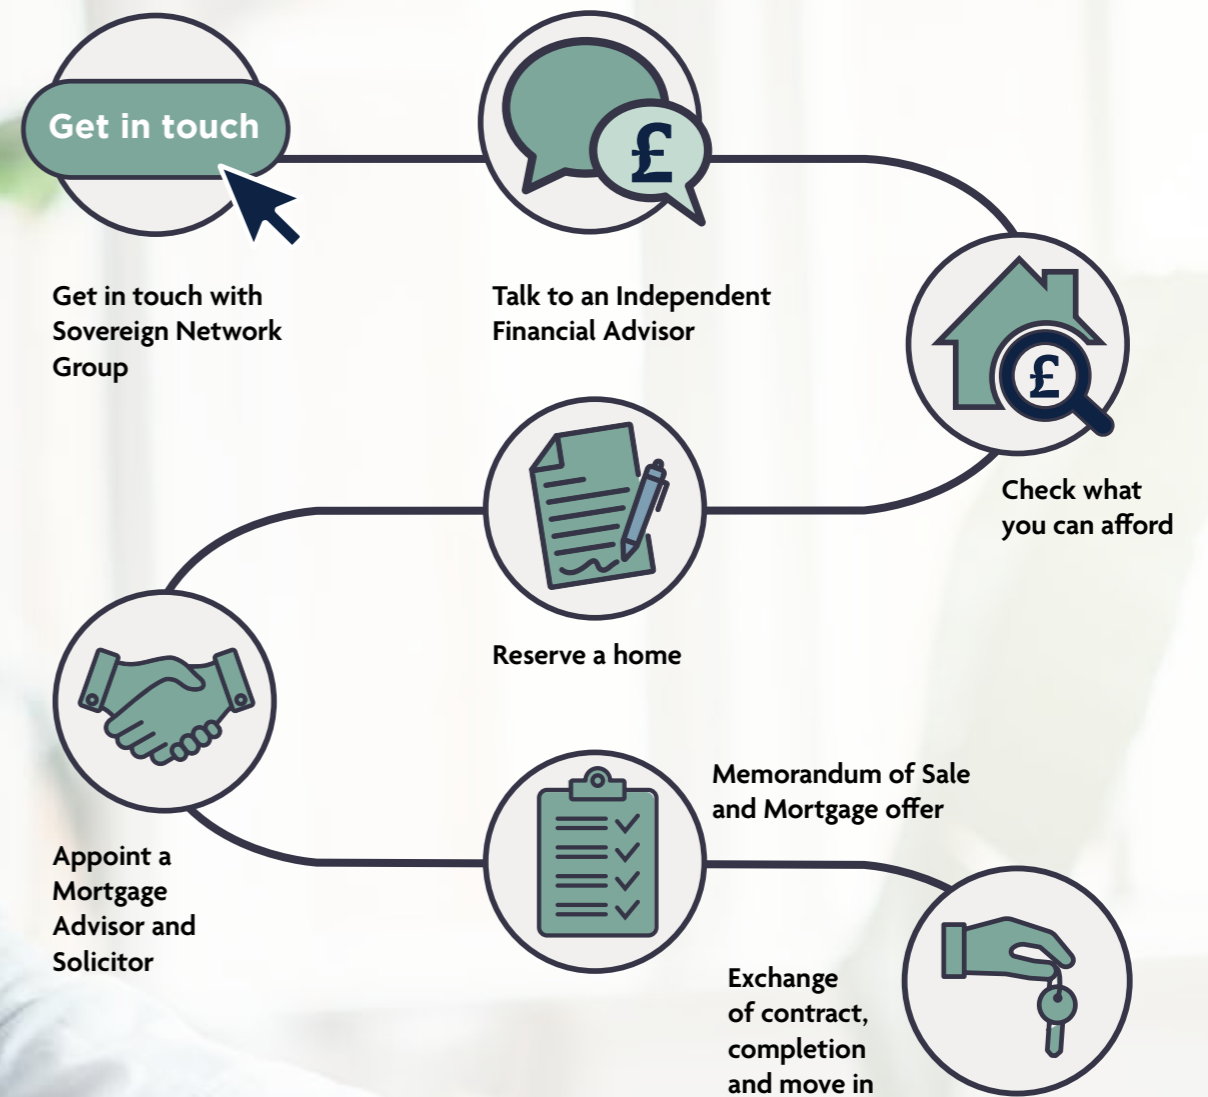 Get in touch
Get in touch with
Sovereign Network
Group
£
Talk to an Independent
Financial Advisor
£
Check what
you can afford
Reserve a home
Appoint a
Mortgage
Advisor and
Solicitor
Memorandum of Sale
and Mortgage offer
Exchange
of contract,
completion
and move in